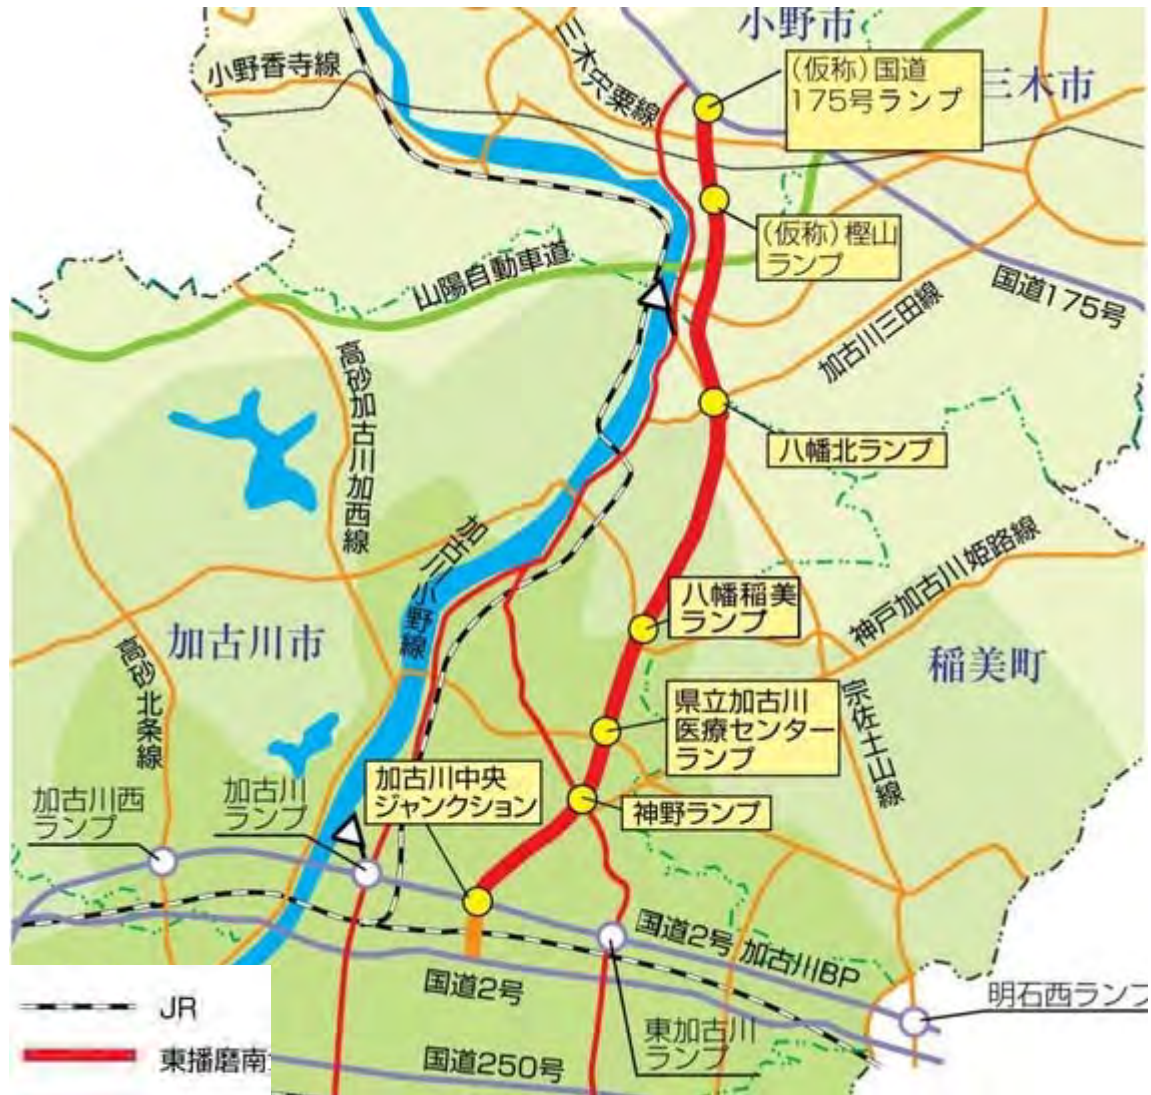 小野市
小野香寺線
三木宍粟線
(仮称)国道
175号ランプ
三木市
(仮称)樫山
ランプ
山陽自動車道
国道175号
加古川三田線
高砂加古川加西線
八幡北ランプ
加古川小野線
神戸加古川姫路線
八幡稲美
ランプ
加古川市
高砂北条線
稲美町
県立加古川
医療センター
ランプ
宗佐土山線
加古川中央
ジャンクション
神野ランプ
加古川西
ランプ
加古川
ランプ
国道2号 加古川BP
国道2号
明石西ランプ
東加古川
ランプ
国道250号
JR
東播磨南